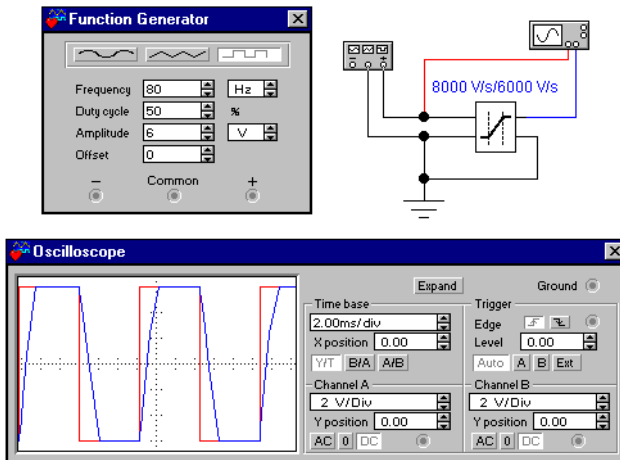 Function Generator
Frequency 80 Hz
Duty cycle 50 %
Amplitude 6 V
Offset 0
− Common +
8000 V/s/6000 V/s
Oscilloscope
Expand Ground
Time base
2.00ms/div
X position 0.00
Y/T B/A A/B
Trigger
Edge
Level 0.00
Auto A B Ext
Channel A
2 V/Div
Y position 0.00
AC 0 DC
Channel B
2 V/Div
Y position 0.00
AC 0 DC